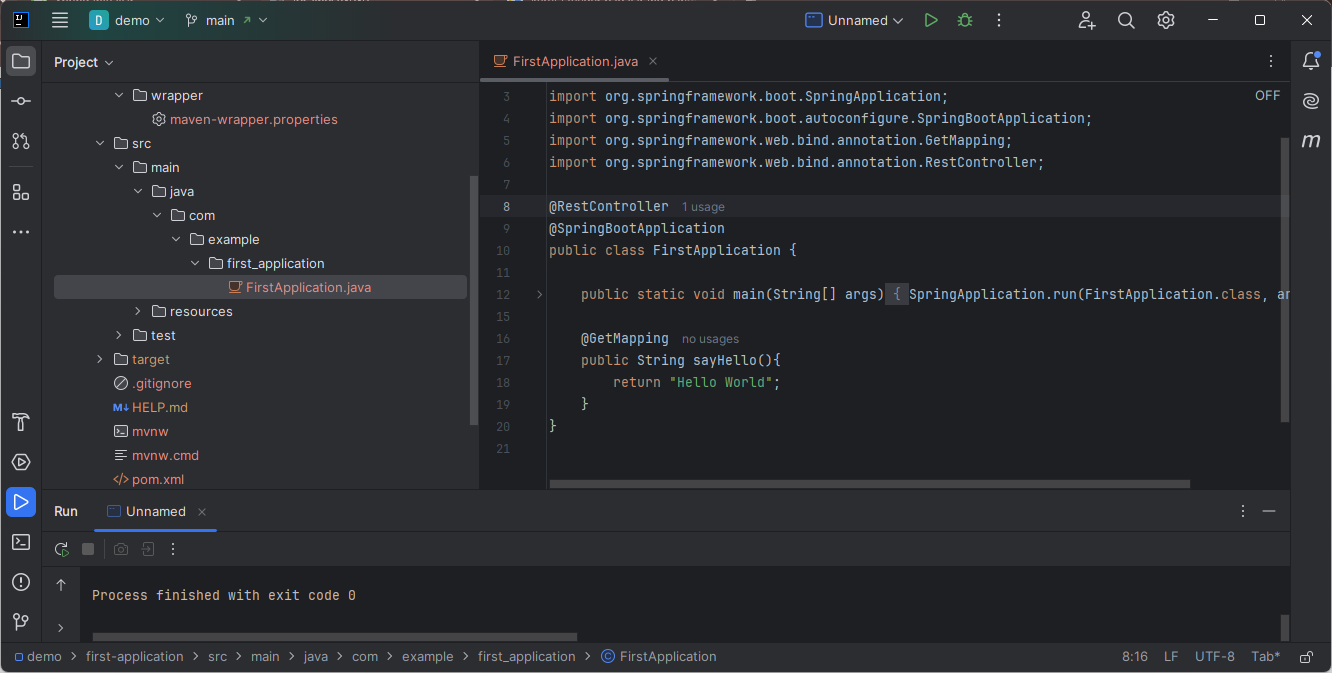 D demo main Unnamed
Project
FirstApplication.java
wrapper
maven-wrapper.properties
src
main
java
com
example
first_application
FirstApplication.java
resources
test
target
.gitignore
M↓ HELP.md
mvnw
mvnw.cmd
</> pom.xml
OFF
3 import org.springframework.boot.SpringApplication;
4 import org.springframework.boot.autoconfigure.SpringBootApplication;
5 import org.springframework.web.bind.annotation.GetMapping;
6 import org.springframework.web.bind.annotation.RestController;
7
8 @RestController 1 usage
9 @SpringBootApplication
10 public class FirstApplication {
11
12 public static void main(String[] args) { SpringApplication.run(FirstApplication.class, ar
15
16 @GetMapping no usages
17 public String sayHello(){
18 return "Hello World";
19 }
20 }
21
m
Run Unnamed
Process finished with exit code 0
demo > first-application > src > main > java > com > example > first_application > FirstApplication 8:16 LF UTF-8 Tab*